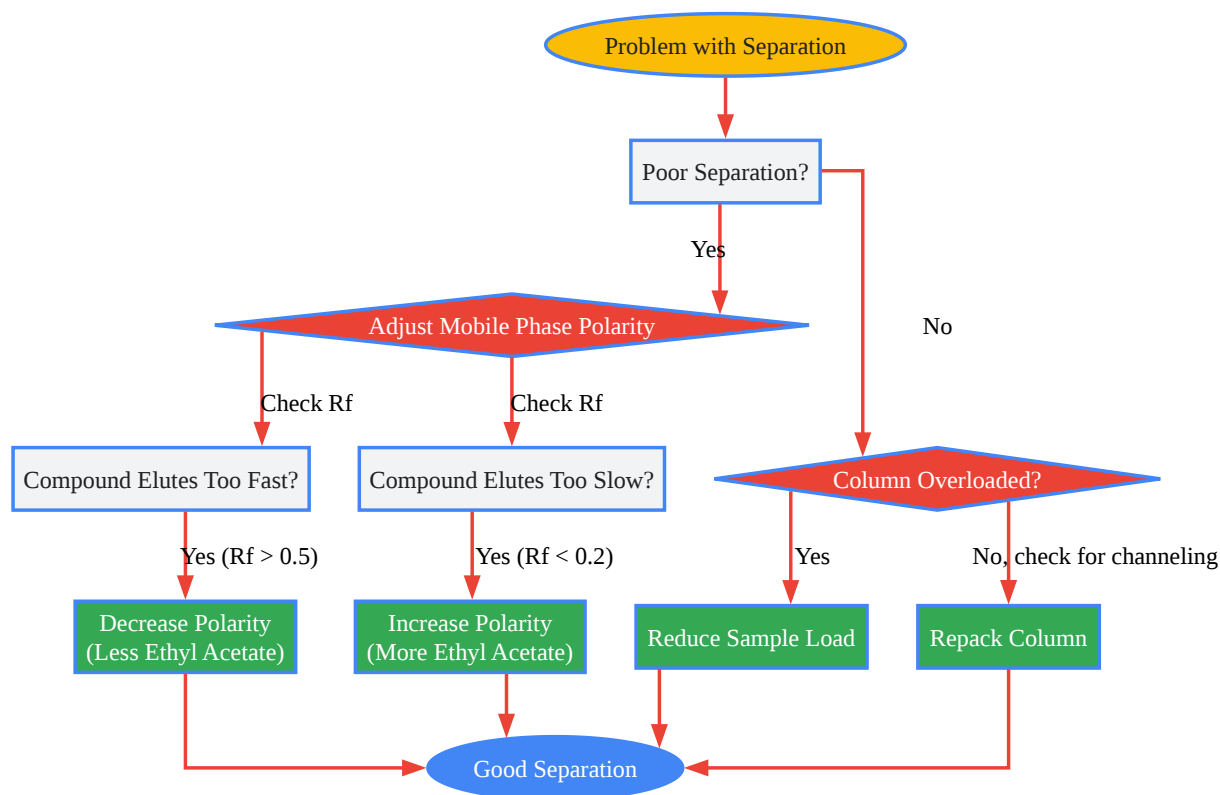 Problem with Separation
Poor Separation?
Yes
Adjust Mobile Phase Polarity
No
Check Rf
Check Rf
Compound Elutes Too Fast?
Compound Elutes Too Slow?
Column Overloaded?
Yes (Rf > 0.5)
Yes (Rf < 0.2)
Yes
No, check for channeling
Decrease Polarity
(Less Ethyl Acetate)
Increase Polarity
(More Ethyl Acetate)
Reduce Sample Load
Repack Column
Good Separation